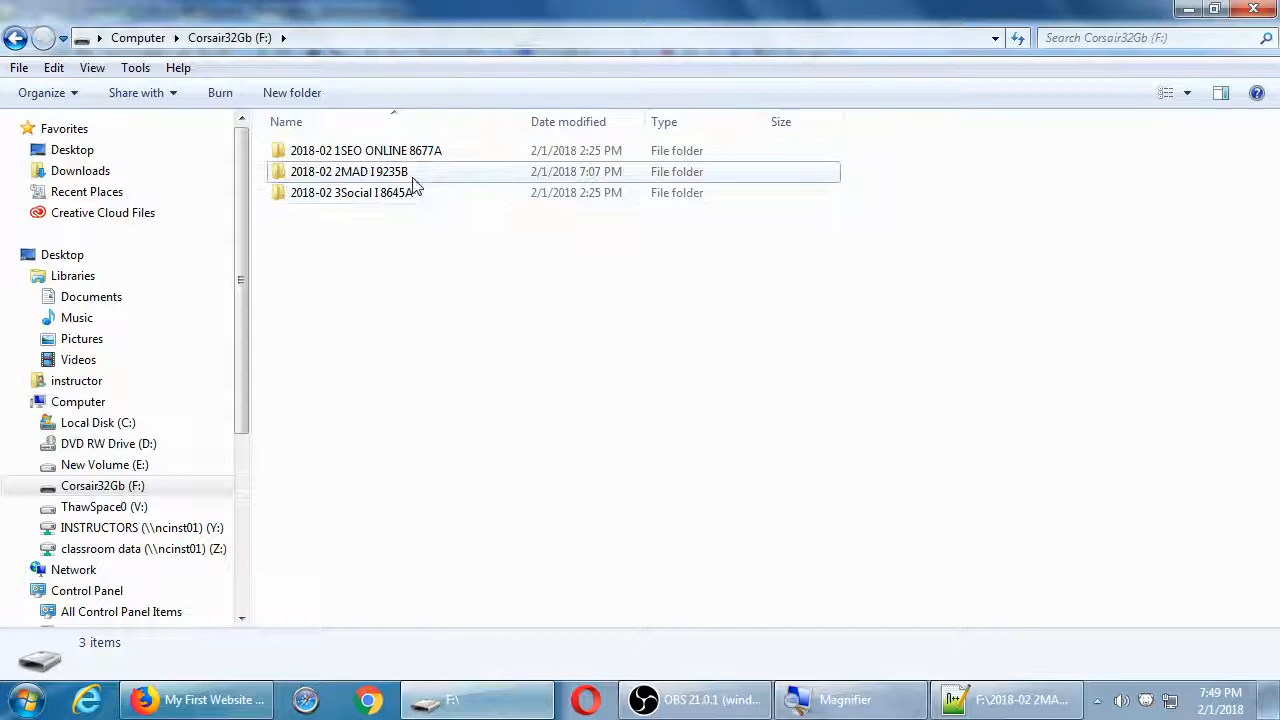 Computer Corsair32Gb (F:) Search Corsair32Gb (F:)
File Edit View Tools Help
Organize Share with Burn New folder
Name Date modified Type Size
2018-02 1SEO ONLINE 8677A 2/1/2018 2:25 PM File folder
2018-02 2MAD I 9235B 2/1/2018 7:07 PM File folder
2018-02 3Social I 8645A 2/1/2018 2:25 PM File folder
Favorites
Desktop
Downloads
Recent Places
Creative Cloud Files
Desktop
Libraries
Documents
Music
Pictures
Videos
instructor
Computer
Local Disk (C:)
DVD RW Drive (D:)
New Volume (E:)
Corsair32Gb (F:)
ThawSpace0 (V:)
INSTRUCTORS (\\ncinst01) (Y:)
classroom data (\\ncinst01) (Z:)
Network
Control Panel
All Control Panel Items
3 items
My First Website ... F:\ OBS 21.0.1 (wind... Magnifier F:\2018-02 2MA... 7:49 PM
2/1/2018